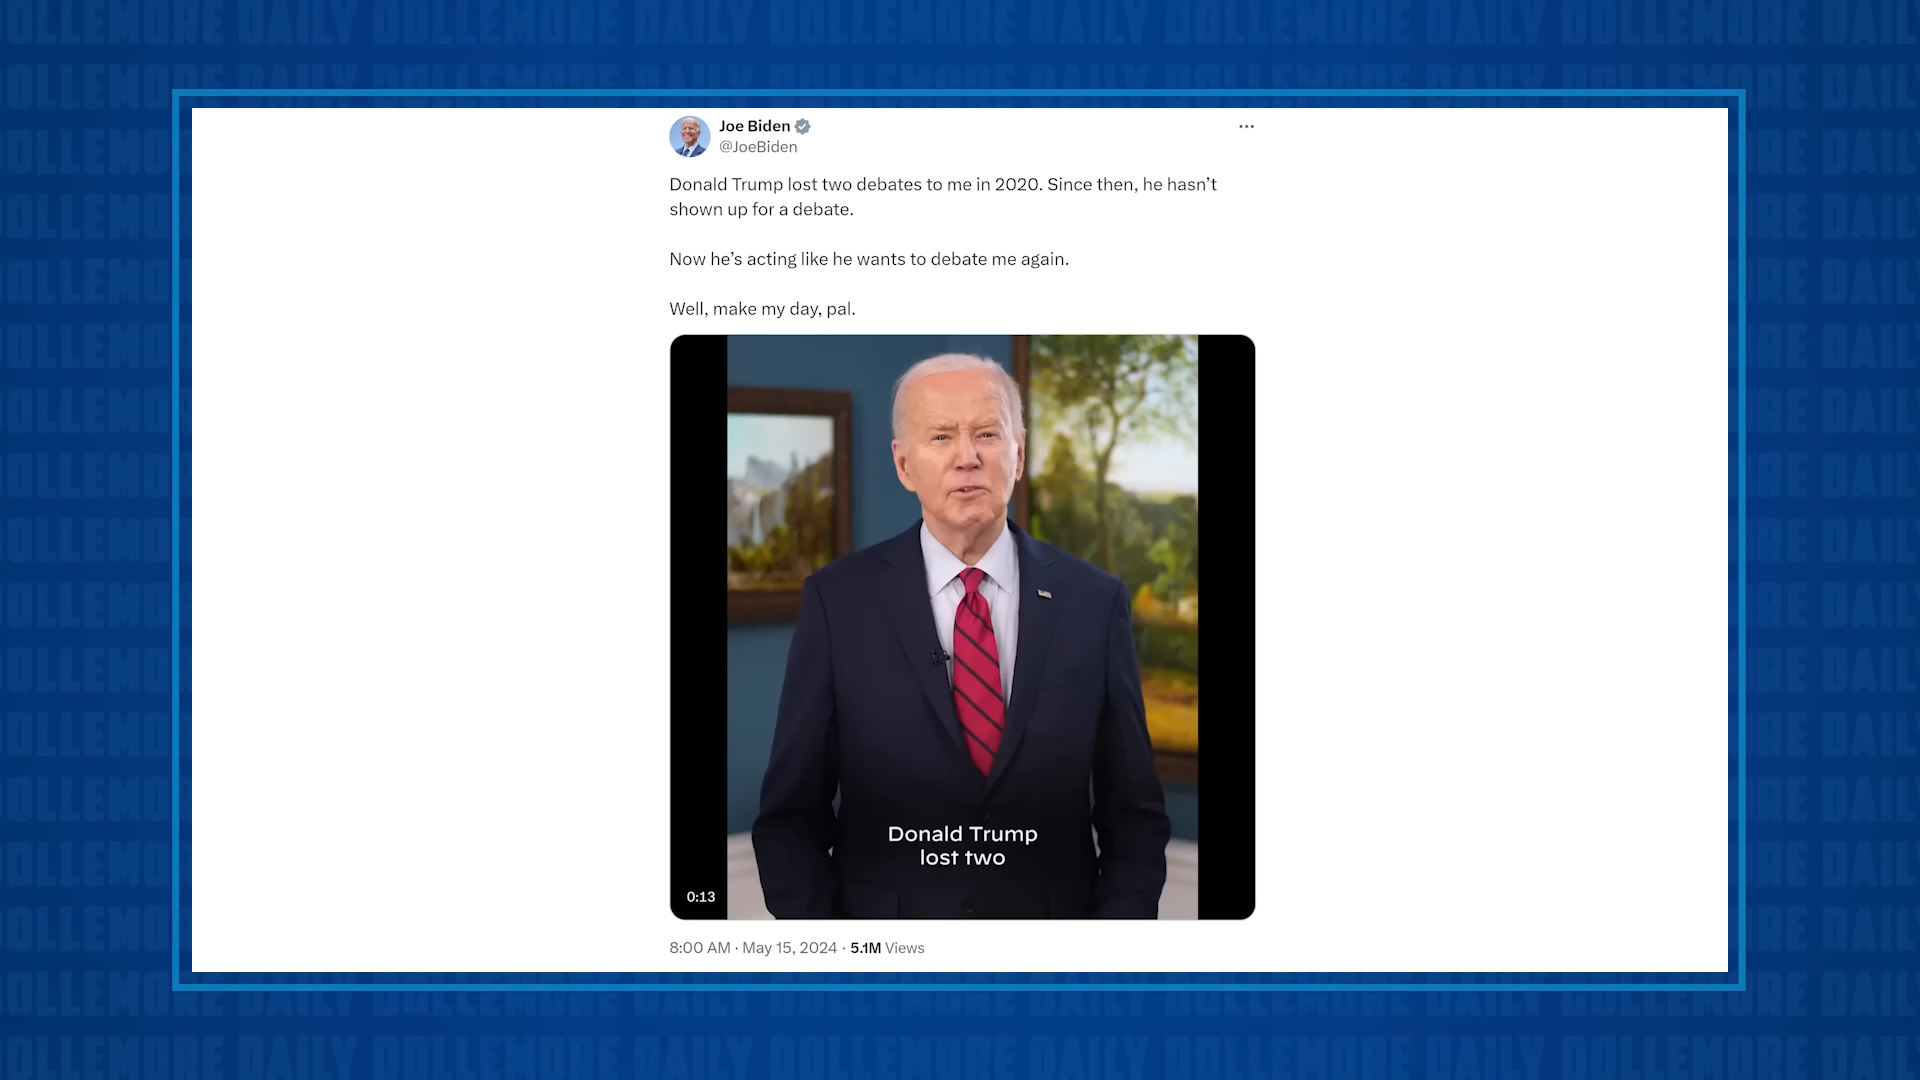 Joe Biden
@JoeBiden
Donald Trump lost two debates to me in 2020. Since then, he hasn’t
shown up for a debate.
Now he’s acting like he wants to debate me again.
Well, make my day, pal.
Donald Trump
lost two
0:13
8:00 AM · May 15, 2024 · 5.1M Views
DOLLEMORE DAILY